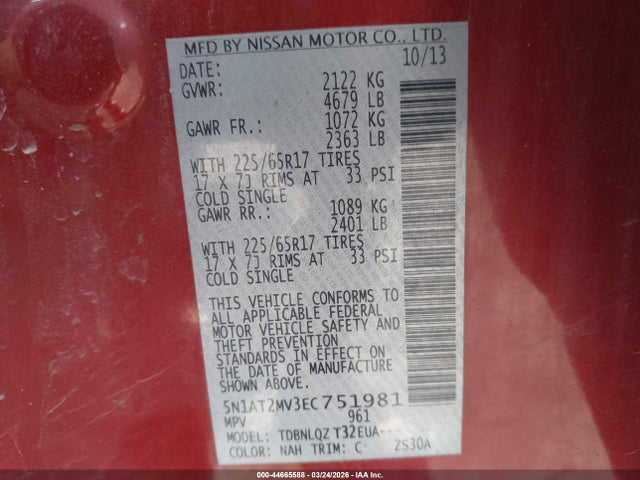 MFD BY NISSAN MOTOR CO., LTD.
DATE: 10/13
GVWR: 2122 KG
4679 LB
GAWR FR.: 1072 KG
2363 LB
WITH 225/65R17 TIRES
17 X 7J RIMS AT 33 PSI
COLD SINGLE
GAWR RR.: 1089 KG
2401 LB
WITH 225/65R17 TIRES
17 X 7J RIMS AT 33 PSI
COLD SINGLE
THIS VEHICLE CONFORMS TO
ALL APPLICABLE FEDERAL
MOTOR VEHICLE SAFETY AND
THEFT PREVENTION
STANDARDS IN EFFECT ON
THE DATE OF MANUFACTURE
SHOWN ABOVE.
5N1AT2MV3EC751981
MPV 961
MODEL: TDBNLQZ T32EUA---
COLOR: NAH TRIM: C 2S30A
000-44665588 03/24/2026 IAAI.com